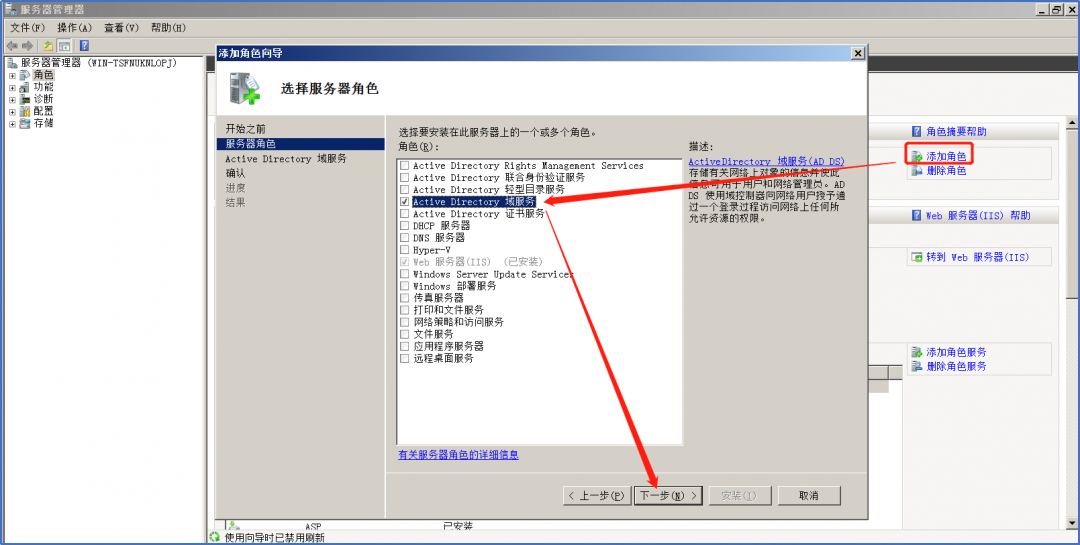 服务器管理器
文件(F) 操作(A) 查看(V) 帮助(H)
服务器管理器 (WIN-TSFNUKNLOPJ)
角色
功能
诊断
配置
存储
添加角色向导
选择服务器角色
开始之前
服务器角色
Active Directory 域服务
确认
进度
结果
选择要安装在此服务器上的一个或多个角色。
角色(R):
Active Directory Rights Management Services
Active Directory 联合身份验证服务
Active Directory 轻型目录服务
Active Directory 域服务
Active Directory 证书服务
DHCP 服务器
DNS 服务器
Hyper-V
Web 服务器(IIS) (已安装)
Windows Server Update Services
Windows 部署服务
传真服务器
打印和文件服务
网络策略和访问服务
文件服务
应用程序服务器
远程桌面服务
有关服务器角色的详细信息
描述:
ActiveDirectory 域服务(AD DS)
存储有关网络上对象的信息并使此
信息可用于用户和网络管理员。AD
DS 使用域控制器向网络用户授予通
过一个登录过程访问网络上任何所
允许资源的权限。
< 上一步(P)
下一步(N) >
安装(I)
取消
角色摘要帮助
添加角色
删除角色
Web 服务器(IIS) 帮助
转到 Web 服务器(IIS)
添加角色服务
删除角色服务
ASP 已安装
使用向导时已禁用刷新